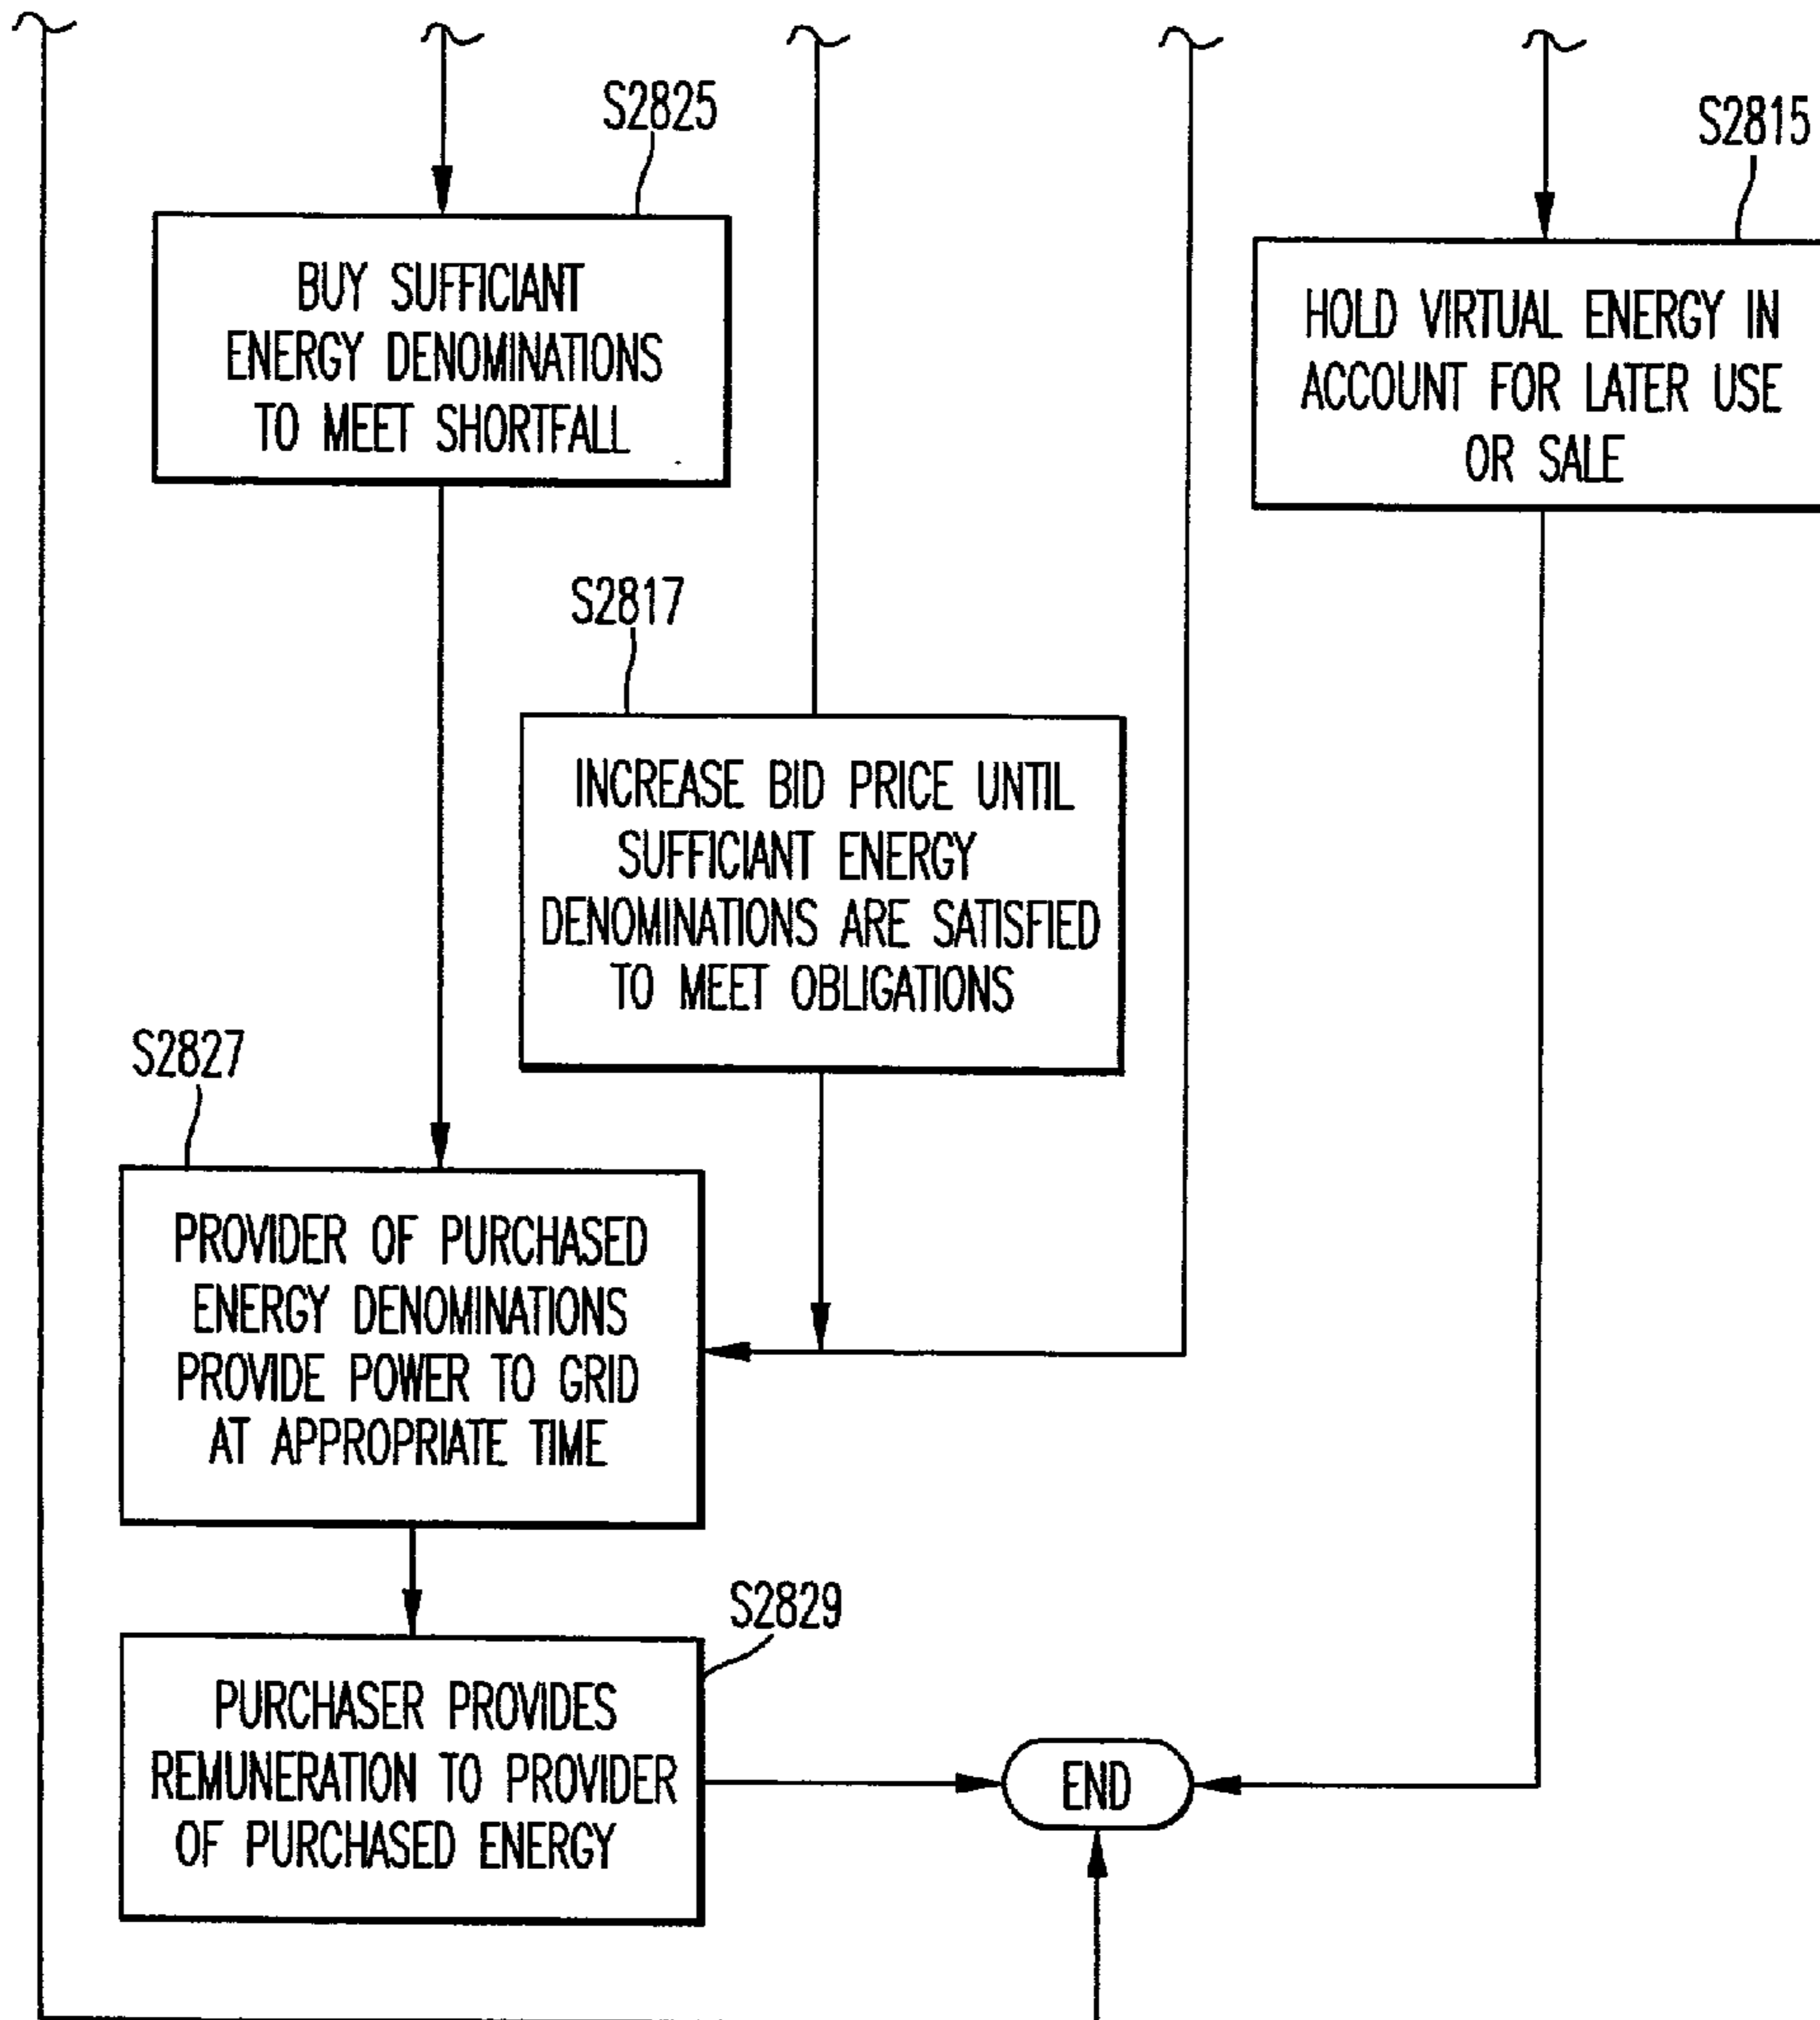 S2825
BUY SUFFICIANT
ENERGY DENOMINATIONS
TO MEET SHORTFALL
S2815
HOLD VIRTUAL ENERGY IN
ACCOUNT FOR LATER USE
OR SALE
S2817
INCREASE BID PRICE UNTIL
SUFFICIANT ENERGY
DENOMINATIONS ARE SATISFIED
TO MEET OBLIGATIONS
S2827
PROVIDER OF PURCHASED
ENERGY DENOMINATIONS
PROVIDE POWER TO GRID
AT APPROPRIATE TIME
S2829
PURCHASER PROVIDES
REMUNERATION TO PROVIDER
OF PURCHASED ENERGY
END